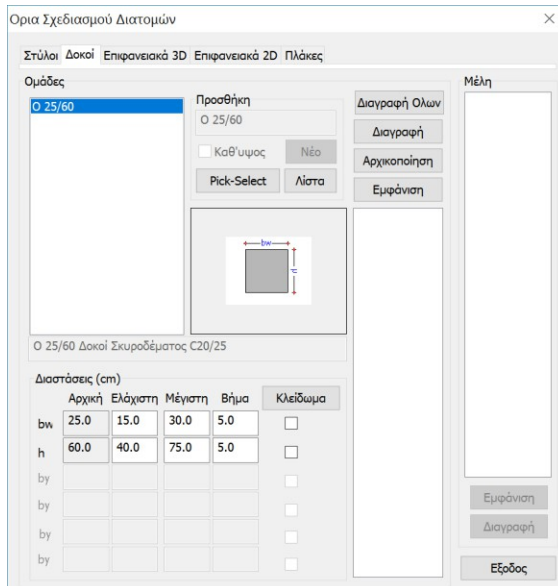 Ορια Σχεδιασμού Διατομών
Στύλοι Δοκοί Επιφανειακά 3D Επιφανειακά 2D Πλάκες
Ομάδες
Ο 25/60
Προσθήκη
Ο 25/60
Καθ'υψος Νέο
Pick-Select Λίστα
Διαγραφή Ολων
Διαγραφή
Αρχικοποίηση
Εμφάνιση
Μέλη
bw
h
Ο 25/60 Δοκοί Σκυροδέματος C20/25
Διαστάσεις (cm)
Αρχική Ελάχιστη Μέγιστη Βήμα Κλείδωμα
bw 25.0 15.0 30.0 5.0
h 60.0 40.0 75.0 5.0
by
by
by
by
Εμφάνιση
Διαγραφή
Εξοδος